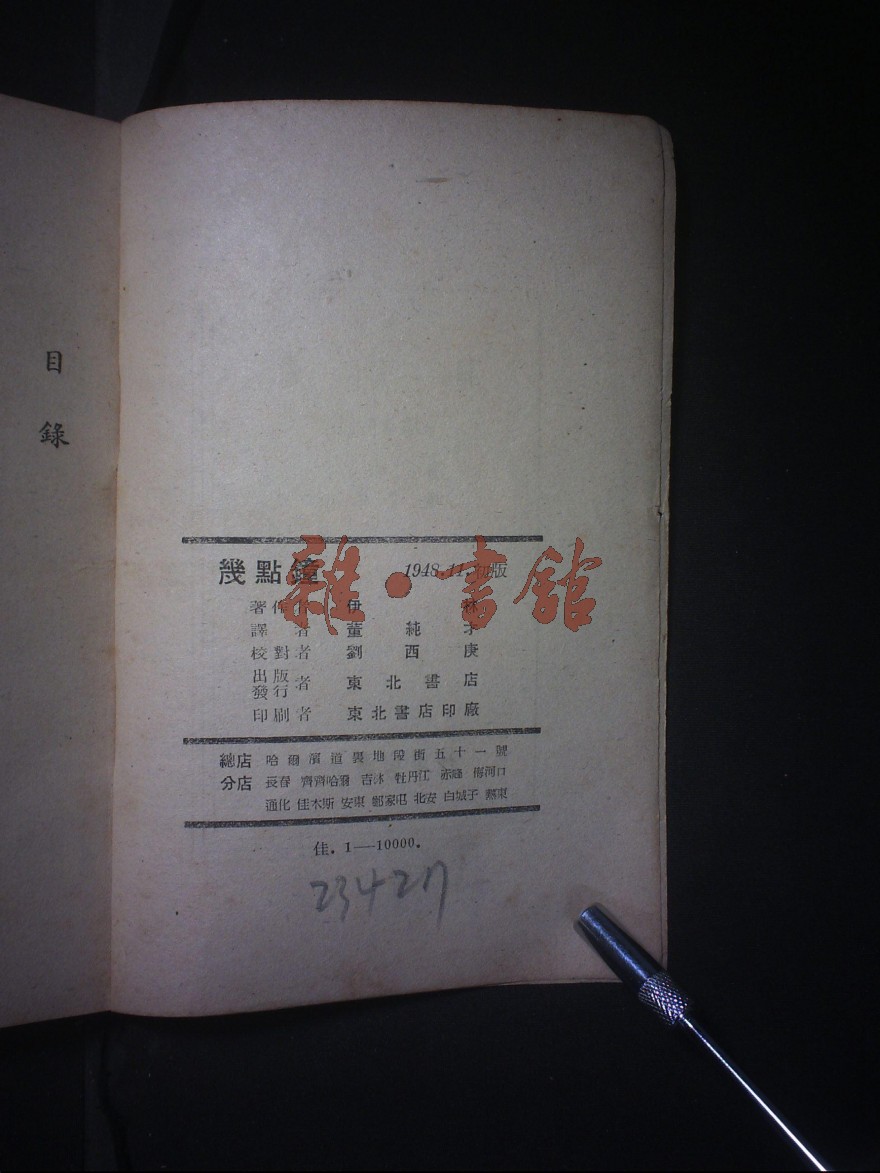 目錄
幾點鐘 1948.11.初版
著作者 伊林
譯者 董純才
校對者 劉西庚
出版
發行者 東北書店
印刷者 東北書店印廠
總店 哈爾濱道裏地段街五十一號
分店 長春 齊齊哈爾 吉林 牡丹江 赤峰 梅河口
通化 佳木斯 安東 鄭家屯 北安 白城子 熱東
佳. 1—10000.
23427
雜·書館